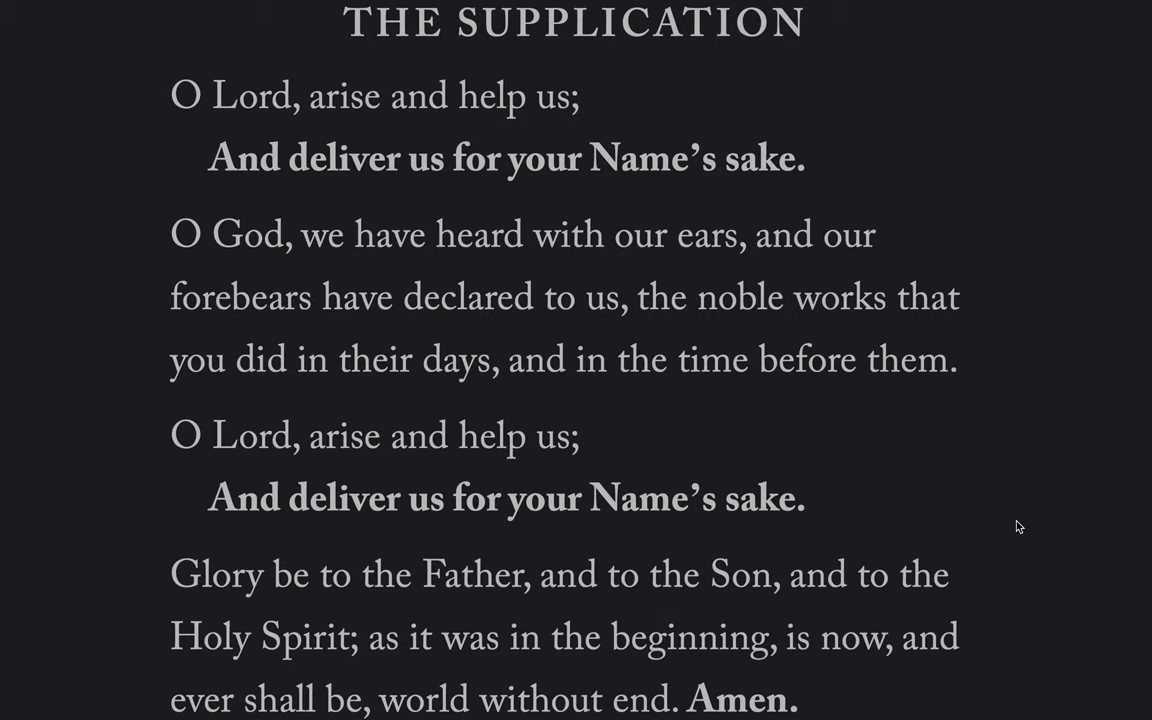 THE SUPPLICATION
O Lord, arise and help us;
And deliver us for your Name’s sake.
O God, we have heard with our ears, and our
forebears have declared to us, the noble works that
you did in their days, and in the time before them.
O Lord, arise and help us;
And deliver us for your Name’s sake.
Glory be to the Father, and to the Son, and to the
Holy Spirit; as it was in the beginning, is now, and
ever shall be, world without end. Amen.